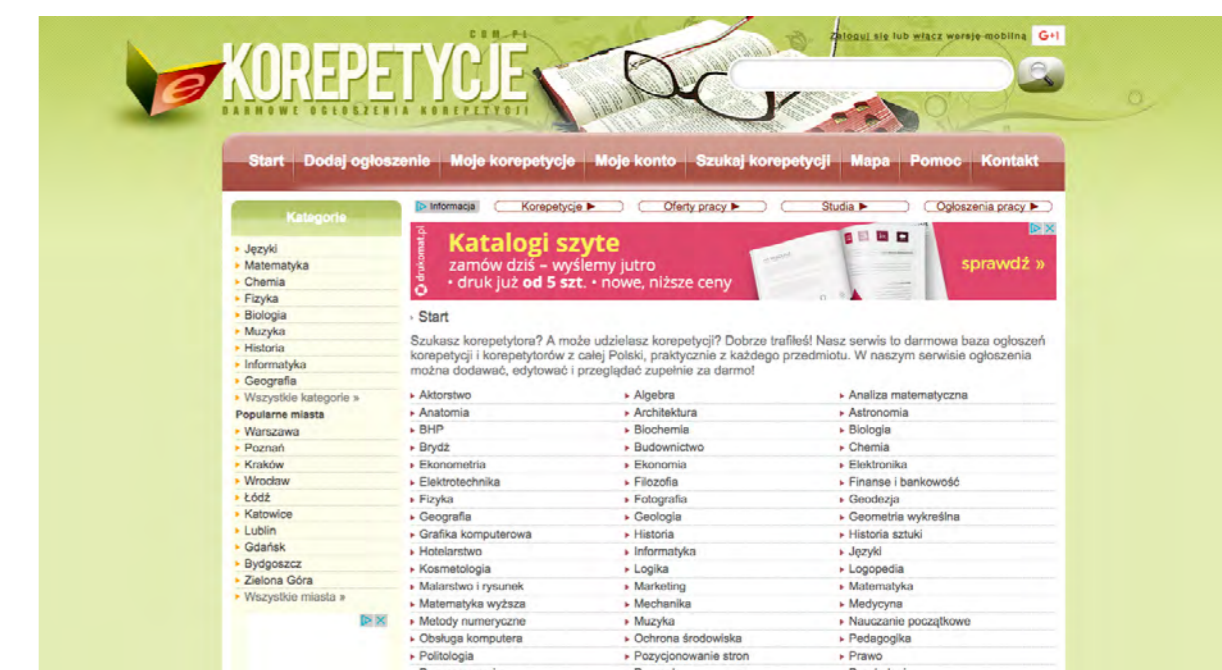 COM.PL
Zaloguj się lub włącz wersję mobilną G+1
e KOREPETYCJE
DARMOWE OGŁOSZENIA KOREPETYCJI
Start Dodaj ogłoszenie Moje korepetycje Moje konto Szukaj korepetycji Mapa Pomoc Kontakt
Kategorie
Języki
Matematyka
Chemia
Fizyka
Biologia
Muzyka
Historia
Informatyka
Geografia
Wszystkie kategorie »
Popularne miasta
Warszawa
Poznań
Kraków
Wrocław
Łódź
Katowice
Lublin
Gdańsk
Bydgoszcz
Zielona Góra
Wszystkie miasta »
Informacja Korepetycje ▶ Oferty pracy ▶ Studia ▶ Ogłoszenia pracy ▶
drukomat.pl
Katalogi szyte
zamów dziś – wyślemy jutro
• druk już od 5 szt. • nowe, niższe ceny
sprawdź »
Start
Szukasz korepetytora? A może udzielasz korepetycji? Dobrze trafiłeś! Nasz serwis to darmowa baza ogłoszeń
korepetycji i korepetytorów z całej Polski, praktycznie z każdego przedmiotu. W naszym serwisie ogłoszenia
można dodawać, edytować i przeglądać zupełnie za darmo!
Aktorstwo Algebra Analiza matematyczna
Anatomia Architektura Astronomia
BHP Biochemia Biologia
Brydż Budownictwo Chemia
Ekonometria Ekonomia Elektronika
Elektrotechnika Filozofia Finanse i bankowość
Fizyka Fotografia Geodezja
Geografia Geologia Geometria wykreślna
Grafika komputerowa Historia Historia sztuki
Hotelarstwo Informatyka Języki
Kosmetologia Logika Logopedia
Malarstwo i rysunek Marketing Matematyka
Matematyka wyższa Mechanika Medycyna
Metody numeryczne Muzyka Nauczanie początkowe
Obsługa komputera Ochrona środowiska Pedagogika
Politologia Pozycjonowanie stron Prawo